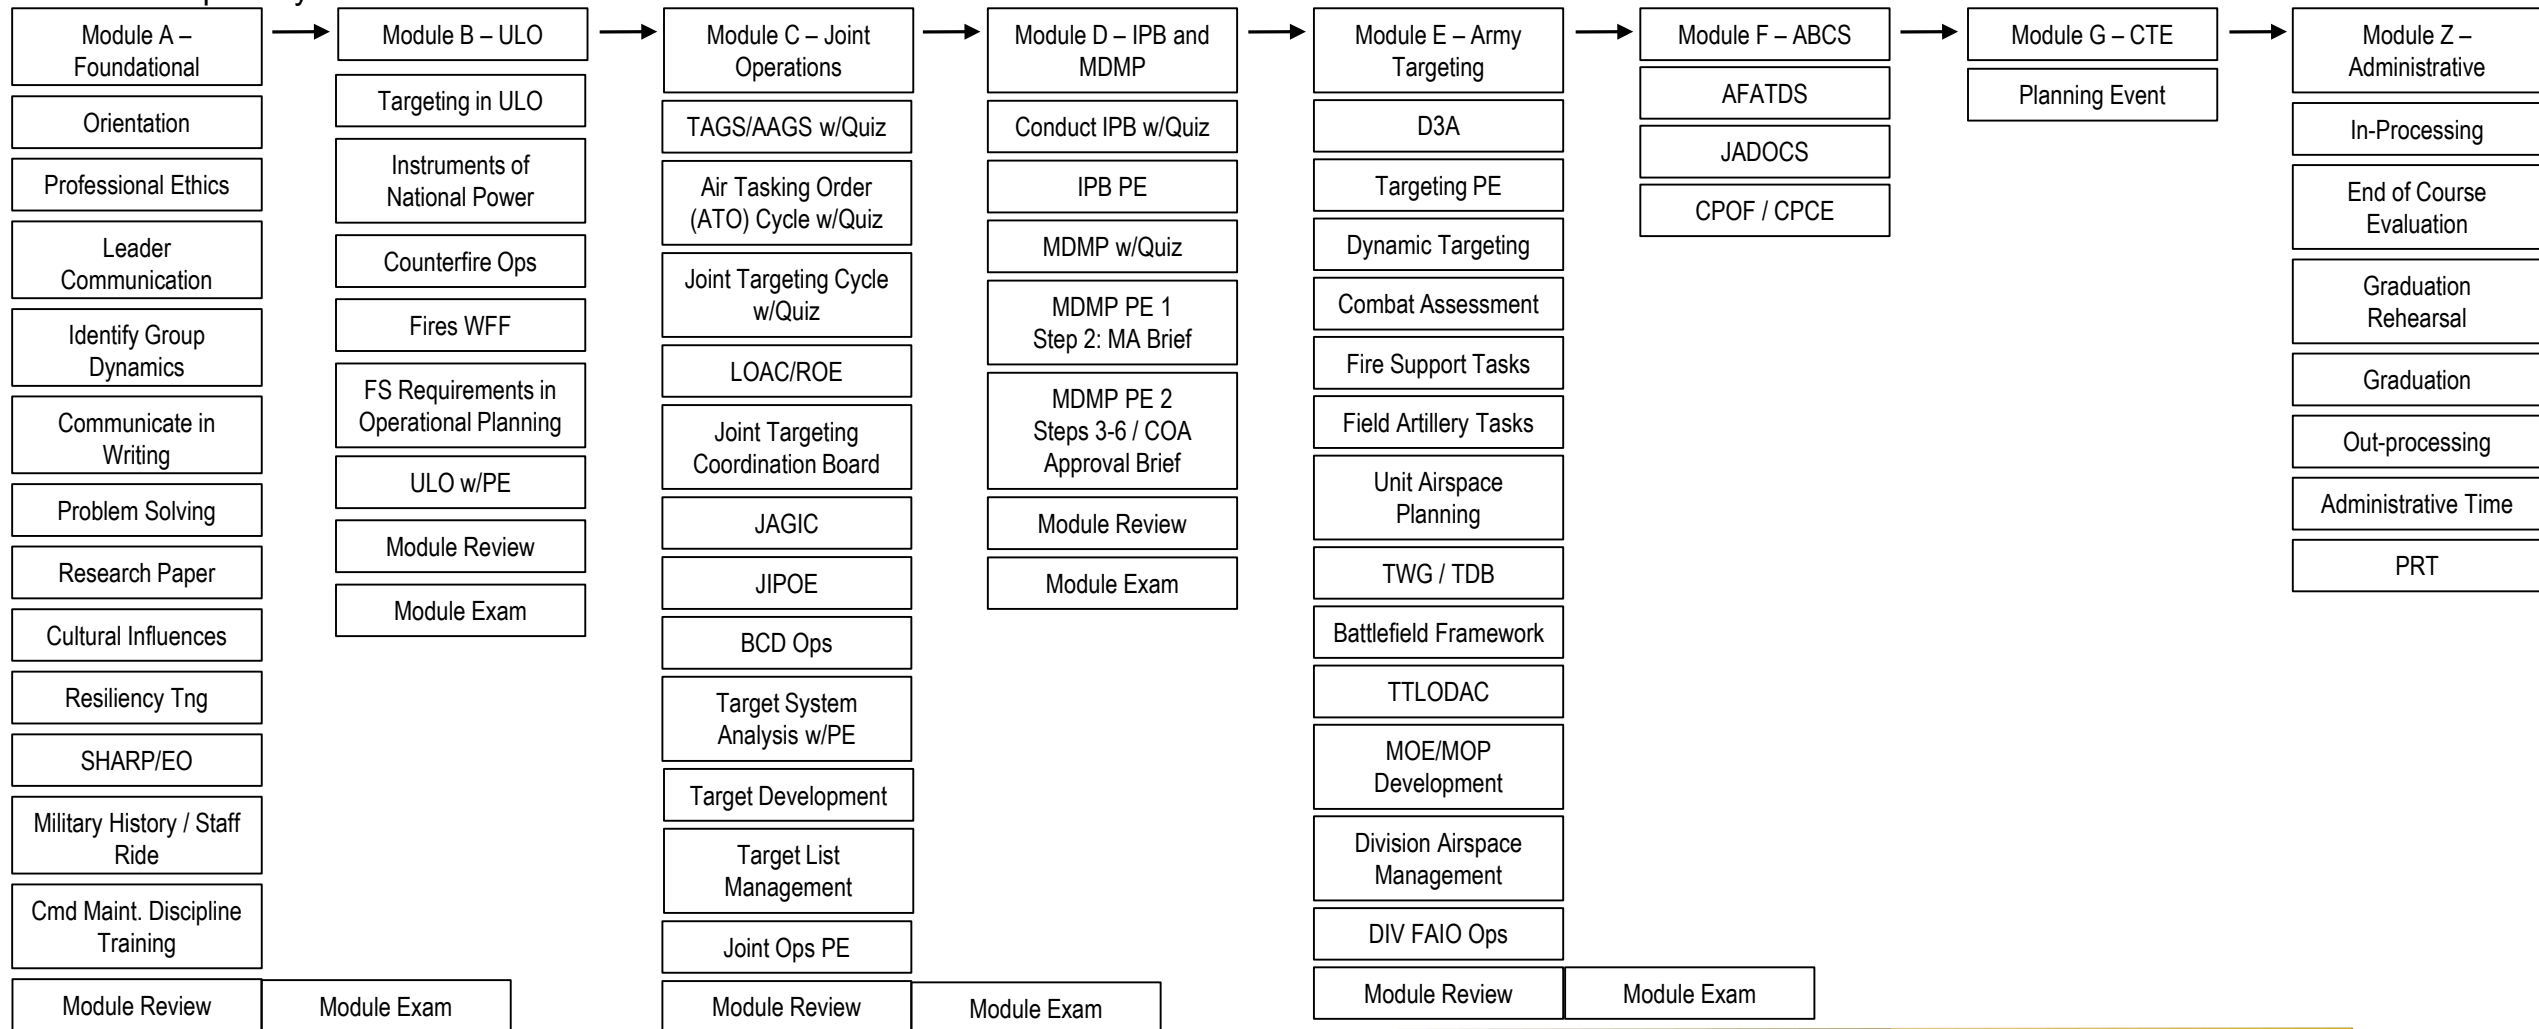 Module A –
Foundational
Orientation
Professional Ethics
Leader
Communication
Identify Group
Dynamics
Communicate in
Writing
Problem Solving
Research Paper
Cultural Influences
Resiliency Tng
SHARP/EO
Military History / Staff
Ride
Cmd Maint. Discipline
Training
Module Review
Module Exam
Module B – ULO
Targeting in ULO
Instruments of
National Power
Counterfire Ops
Fires WFF
FS Requirements in
Operational Planning
ULO w/PE
Module Review
Module Exam
Module C – Joint
Operations
TAGS/AAGS w/Quiz
Air Tasking Order
(ATO) Cycle w/Quiz
Joint Targeting Cycle
w/Quiz
LOAC/ROE
Joint Targeting
Coordination Board
JAGIC
JIPOE
BCD Ops
Target System
Analysis w/PE
Target Development
Target List
Management
Joint Ops PE
Module Review
Module Exam
Module D – IPB and
MDMP
Conduct IPB w/Quiz
IPB PE
MDMP w/Quiz
MDMP PE 1
Step 2: MA Brief
MDMP PE 2
Steps 3-6 / COA
Approval Brief
Module Review
Module Exam
Module E – Army
Targeting
D3A
Targeting PE
Dynamic Targeting
Combat Assessment
Fire Support Tasks
Field Artillery Tasks
Unit Airspace
Planning
TWG / TDB
Battlefield Framework
TTLODAC
MOE/MOP
Development
Division Airspace
Management
DIV FAIO Ops
Module Review
Module Exam
Module F – ABCS
AFATDS
JADOCS
CPOF / CPCE
Module G – CTE
Planning Event
Module Z –
Administrative
In-Processing
End of Course
Evaluation
Graduation
Rehearsal
Graduation
Out-processing
Administrative Time
PRT